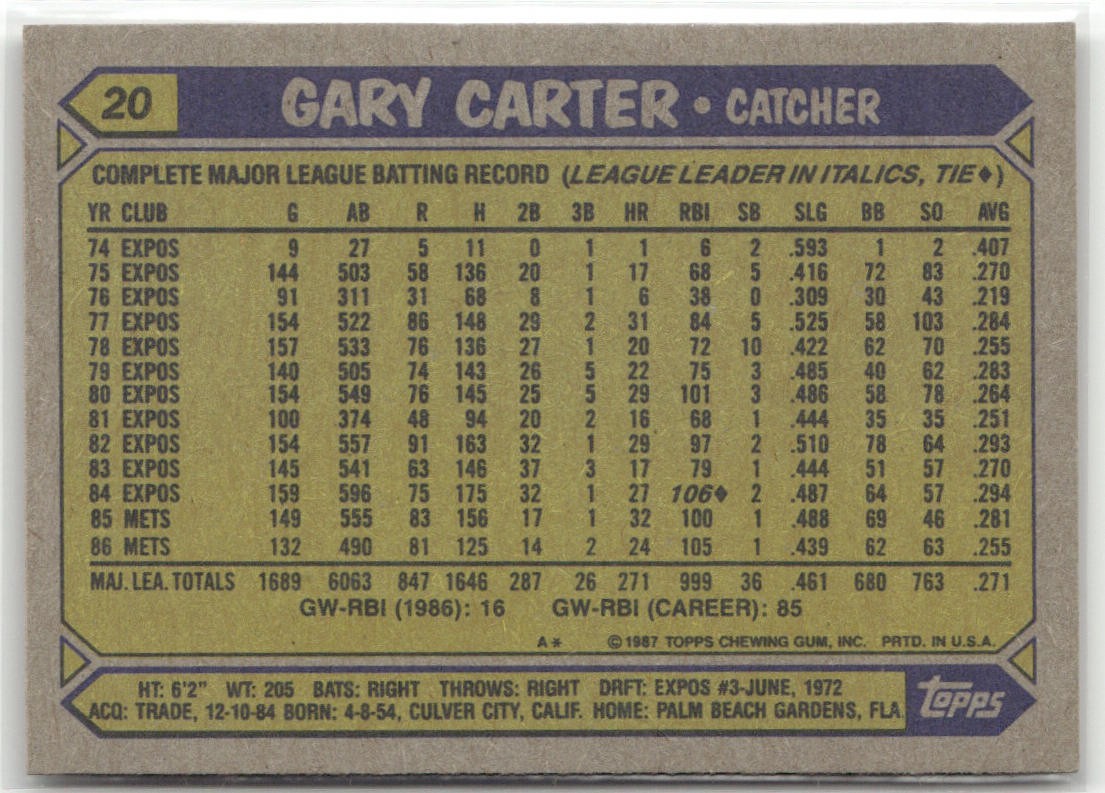 20 GARY CARTER • CATCHER
COMPLETE MAJOR LEAGUE BATTING RECORD (LEAGUE LEADER IN ITALICS, TIE♦)
YR CLUB G AB R H 2B 3B HR RBI SB SLG BB SO AVG
74 EXPOS 9 27 5 11 0 1 1 6 2 .593 1 2 .407
75 EXPOS 144 503 58 136 20 1 17 68 5 .416 72 83 .270
76 EXPOS 91 311 31 68 8 1 6 38 0 .309 30 43 .219
77 EXPOS 154 522 86 148 29 2 31 84 5 .525 58 103 .284
78 EXPOS 157 533 76 136 27 1 20 72 10 .422 62 70 .255
79 EXPOS 140 505 74 143 26 5 22 75 3 .485 40 62 .283
80 EXPOS 154 549 76 145 25 5 29 101 3 .486 58 78 .264
81 EXPOS 100 374 48 94 20 2 16 68 1 .444 35 35 .251
82 EXPOS 154 557 91 163 32 1 29 97 2 .510 78 64 .293
83 EXPOS 145 541 63 146 37 3 17 79 1 .444 51 57 .270
84 EXPOS 159 596 75 175 32 1 27 106♦ 2 .487 64 57 .294
85 METS 149 555 83 156 17 1 32 100 1 .488 69 46 .281
86 METS 132 490 81 125 14 2 24 105 1 .439 62 63 .255
MAJ. LEA. TOTALS 1689 6063 847 1646 287 26 271 999 36 .461 680 763 .271
GW-RBI (1986): 16 GW-RBI (CAREER): 85
A* ©1987 TOPPS CHEWING GUM, INC. PRTD. IN U.S.A.
HT: 6'2" WT: 205 BATS: RIGHT THROWS: RIGHT DRFT: EXPOS #3-JUNE, 1972
ACQ: TRADE, 12-10-84 BORN: 4-8-54, CULVER CITY, CALIF. HOME: PALM BEACH GARDENS, FLA
topps